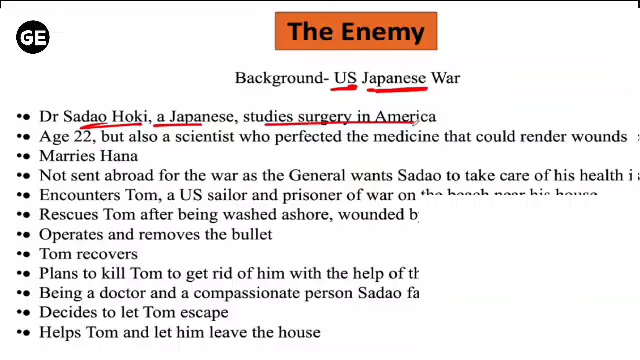 GE
The Enemy
Background- US Japanese War
•• Dr Sadao Hoki, a Japanese, studies surgery in America
•• Age 22, but also a scientist who perfected the medicine that could render wounds
•• Marries Hana
•• Not sent abroad for the war as the General wants Sadao to take care of his health i
•• Encounters Tom, a US sailor and prisoner of war on the beach near his house
•• Rescues Tom after being washed ashore, wounded
•• Operates and removes the bullet
•• Tom recovers
•• Plans to kill Tom to get rid of him with the help of
•• Being a doctor and a compassionate person Sadao
•• Decides to let Tom escape
•• Helps Tom and let him leave the house